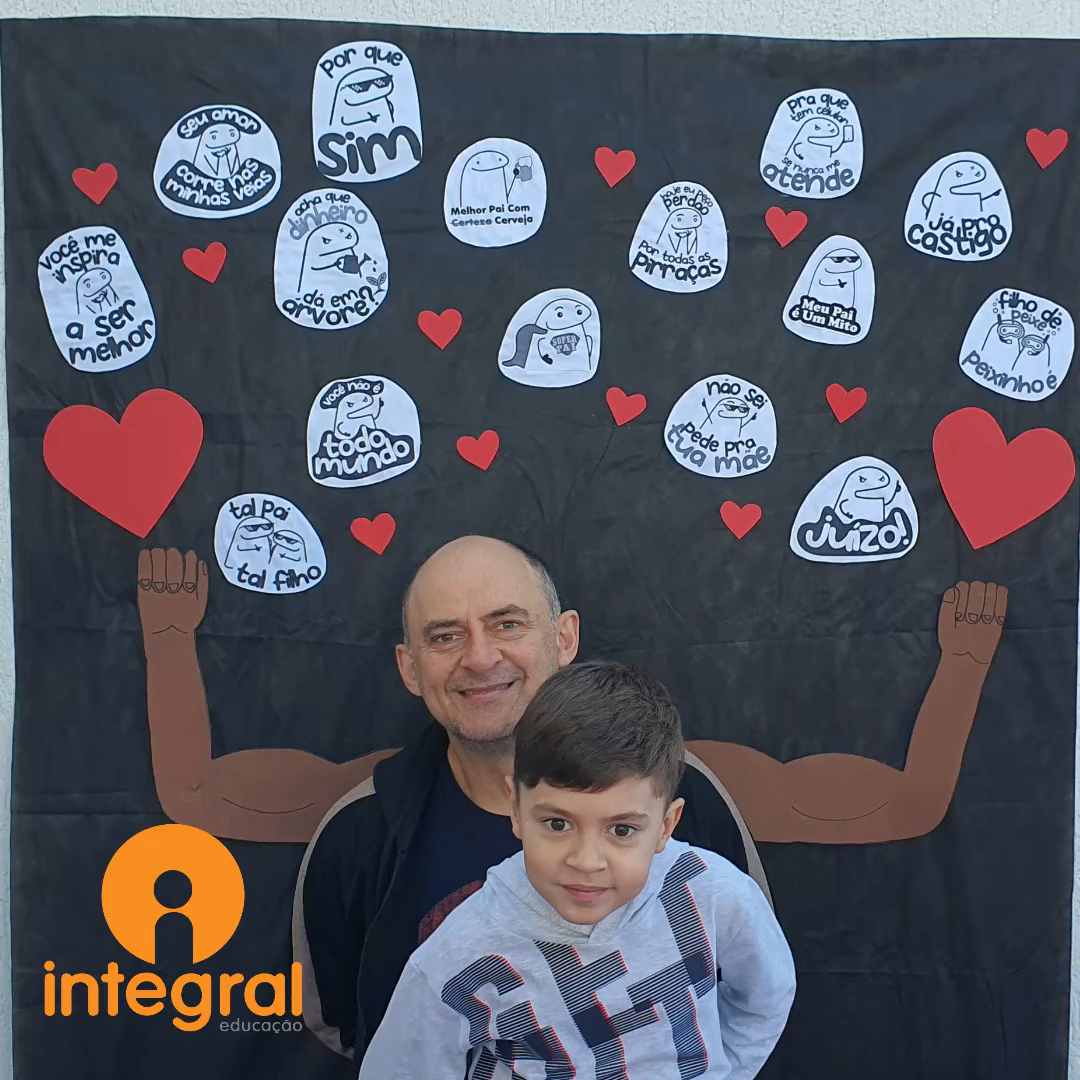 Por que
Sim
seu amor
corre nas
minhas veias
Melhor Pai Com
Certeza Cerveja
acha que
dinheiro
dá em
árvore?
você me
inspira
a ser
melhor
pra que
tem celular
se nunca me
atende
hoje eu peço
perdão
por todas as
pirraças
já pro
castigo
Meu Pai
é Um Mito
filho de
peixe
peixinho é
SUPER
PAI
você não é
todo
mundo
não sei
pede pra
tua mãe
juízo!
tal pai
tal filho
integral
educação